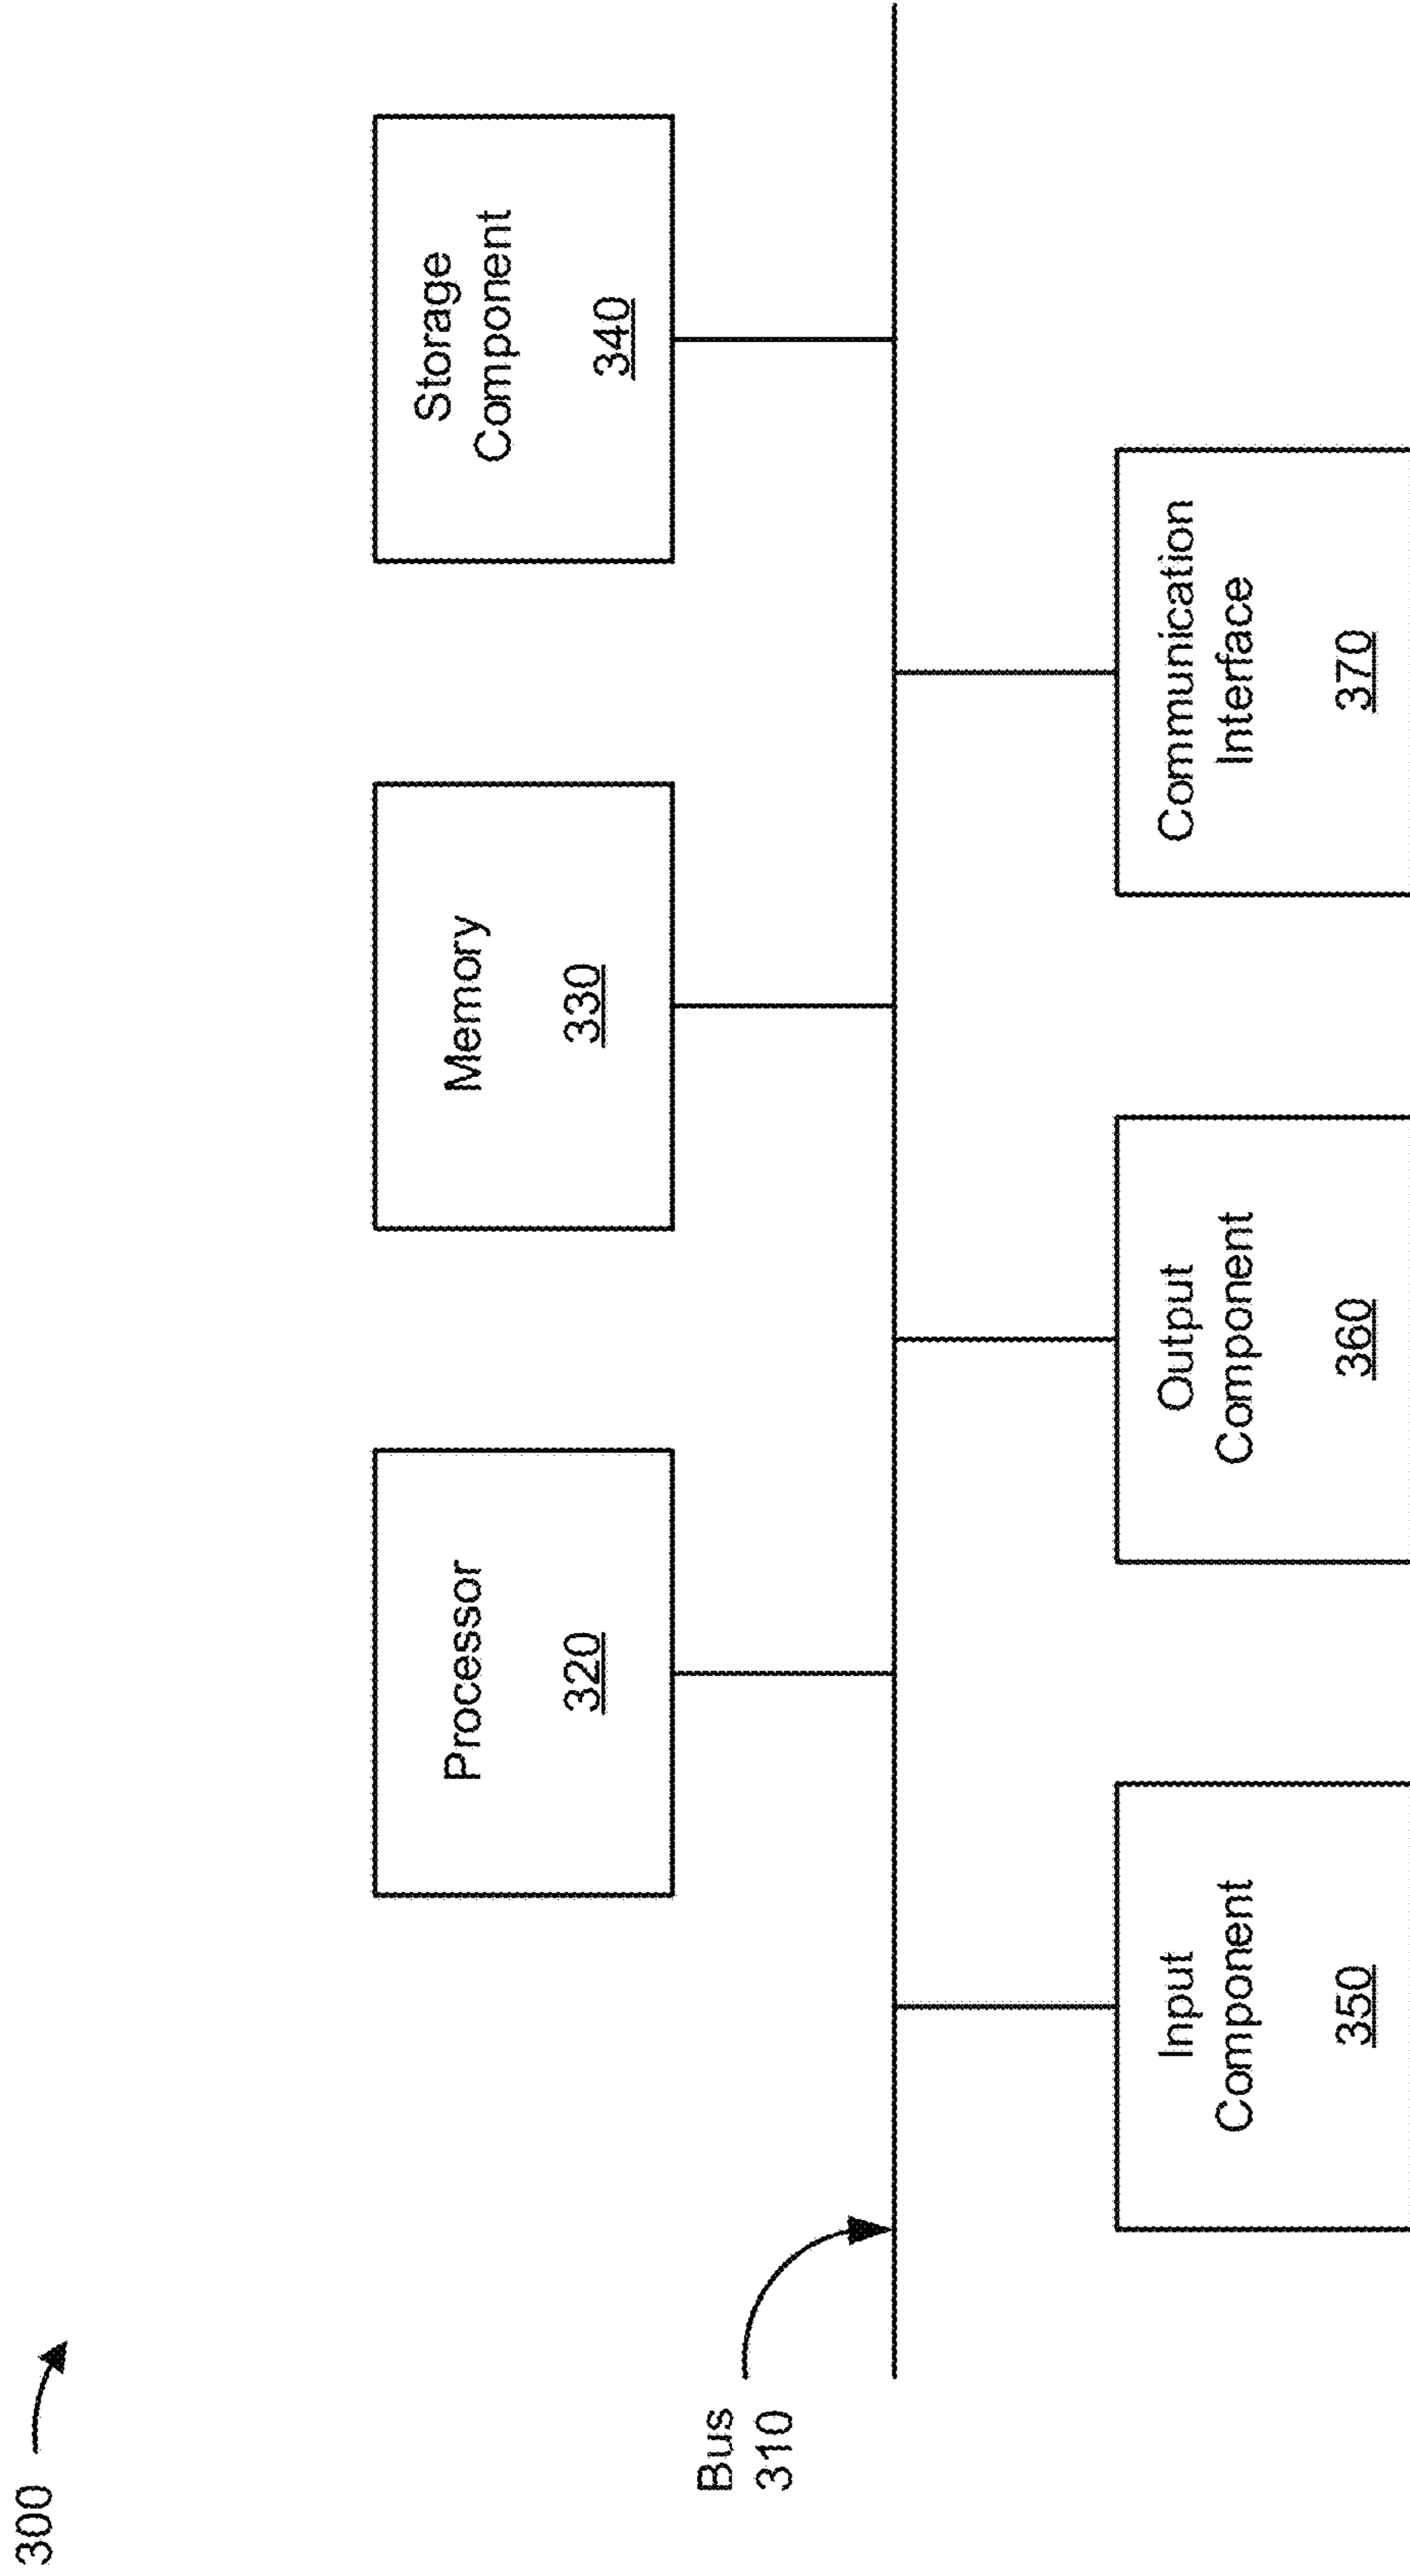 300
Processor
320
Memory
330
Storage
Component
340
Bus
310
Input
Component
350
Output
Component
360
Communication
Interface
370